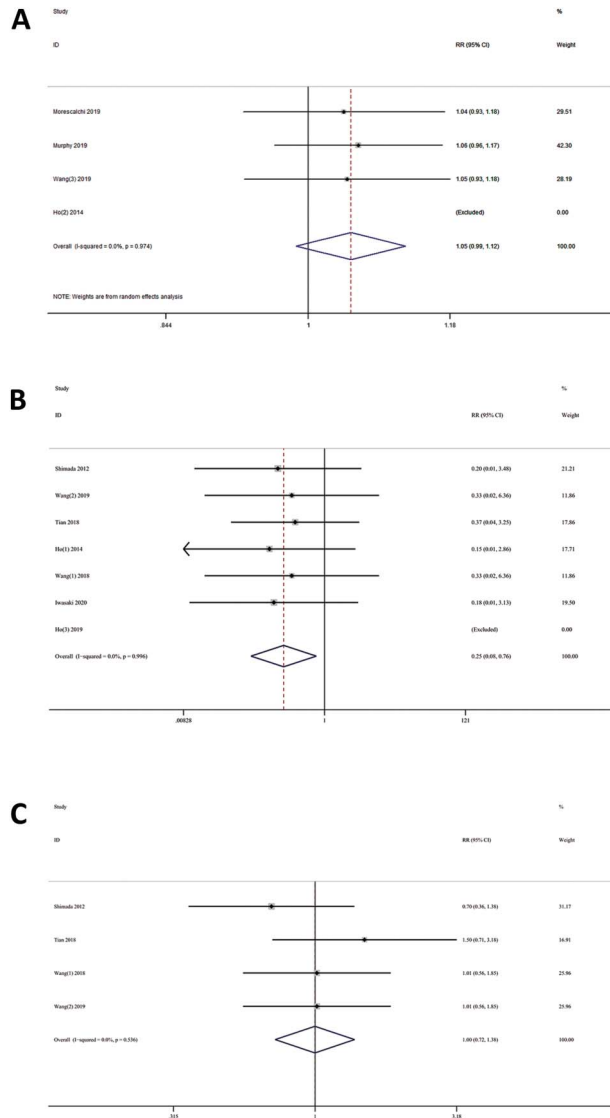 A
Study %
ID RR (95% CI) Weight
Morescalchi 2019 1.04 (0.93, 1.18) 29.51
Murphy 2019 1.06 (0.96, 1.17) 42.30
Wang(3) 2019 1.05 (0.93, 1.18) 28.19
Ho(2) 2014 (Excluded) 0.00
Overall (I-squared = 0.0%, p = 0.974) 1.05 (0.99, 1.12) 100.00
NOTE: Weights are from random effects analysis
.844 1 1.18
B
Study %
ID RR (95% CI) Weight
Shimada 2012 0.20 (0.01, 3.48) 21.21
Wang(2) 2019 0.33 (0.02, 6.36) 11.86
Tian 2018 0.37 (0.04, 3.25) 17.86
Ho(1) 2014 0.15 (0.01, 2.86) 17.71
Wang(1) 2018 0.33 (0.02, 6.36) 11.86
Iwasaki 2020 0.18 (0.01, 3.13) 19.50
Ho(3) 2019 (Excluded) 0.00
Overall (I-squared = 0.0%, p = 0.996) 0.25 (0.08, 0.76) 100.00
.00828 1 121
C
Study %
ID RR (95% CI) Weight
Shimada 2012 0.70 (0.36, 1.38) 31.17
Tian 2018 1.50 (0.71, 3.18) 16.91
Wang(1) 2018 1.01 (0.56, 1.85) 25.96
Wang(2) 2019 1.01 (0.56, 1.85) 25.96
Overall (I-squared = 0.0%, p = 0.536) 1.00 (0.72, 1.38) 100.00
.315 1 3.18